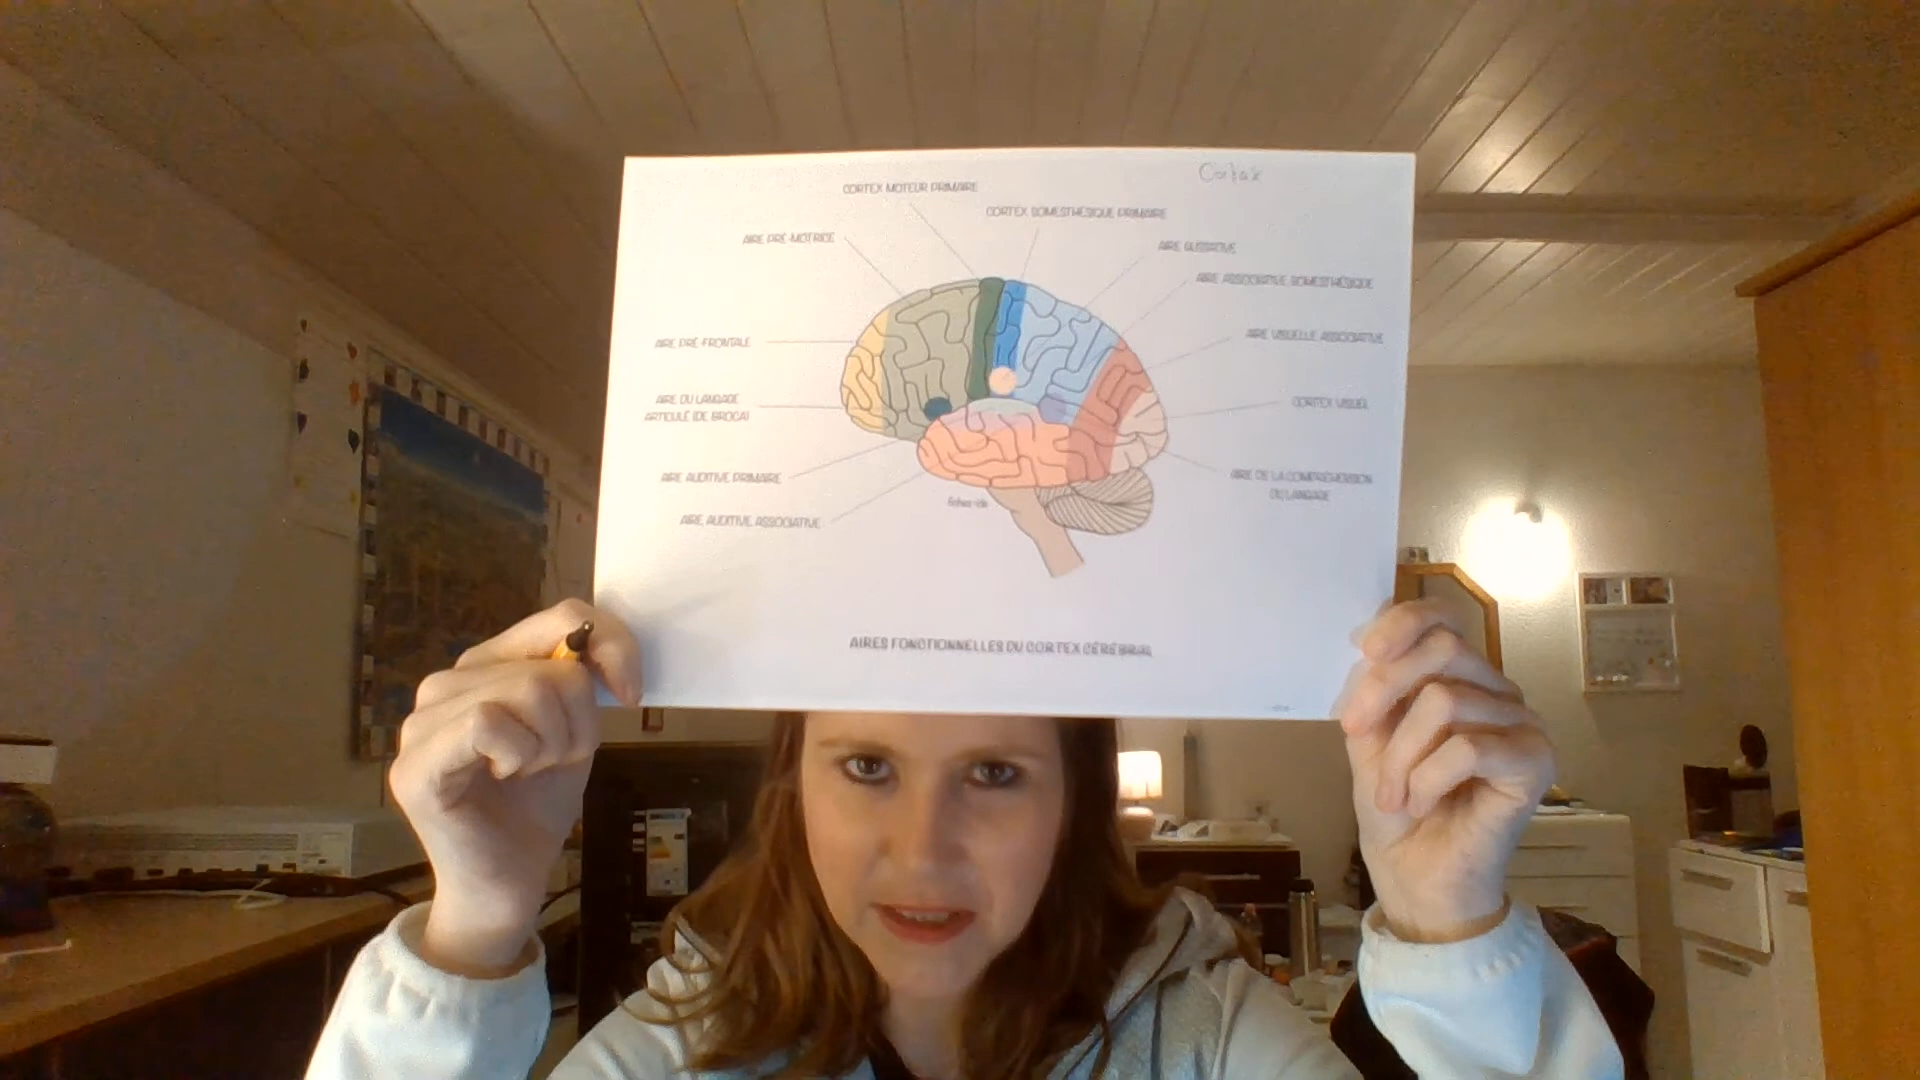 Cortex
CORTEX MOTEUR PRIMAIRE
CORTEX SOMESTHÉSIQUE PRIMAIRE
AIRE PRÉ-MOTRICE
AIRE GUSTATIVE
AIRE ASSOCIATIVE SOMESTHÉSIQUE
AIRE VISUELLE ASSOCIATIVE
AIRE PRÉ-FRONTALE
AIRE DU LANGAGE
ARTICULÉ (DE BROCA)
CORTEX VISUEL
AIRE AUDITIVE PRIMAIRE
AIRE DE LA COMPRÉHENSION
DU LANGAGE
AIRE AUDITIVE ASSOCIATIVE
fiches-ide
AIRES FONCTIONNELLES DU CORTEX CÉRÉBRAL